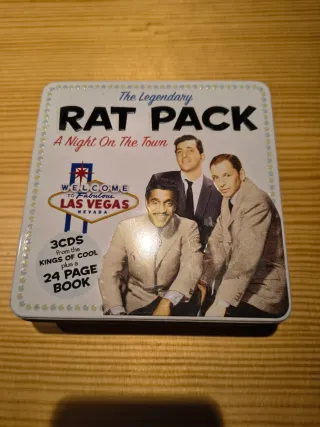 The Legendary
RAT PACK
A Night On The Town
WELCOME
TO Fabulous
LAS VEGAS
NEVADA
3CDS
from the
KINGS OF COOL
plus a
24 PAGE
BOOK